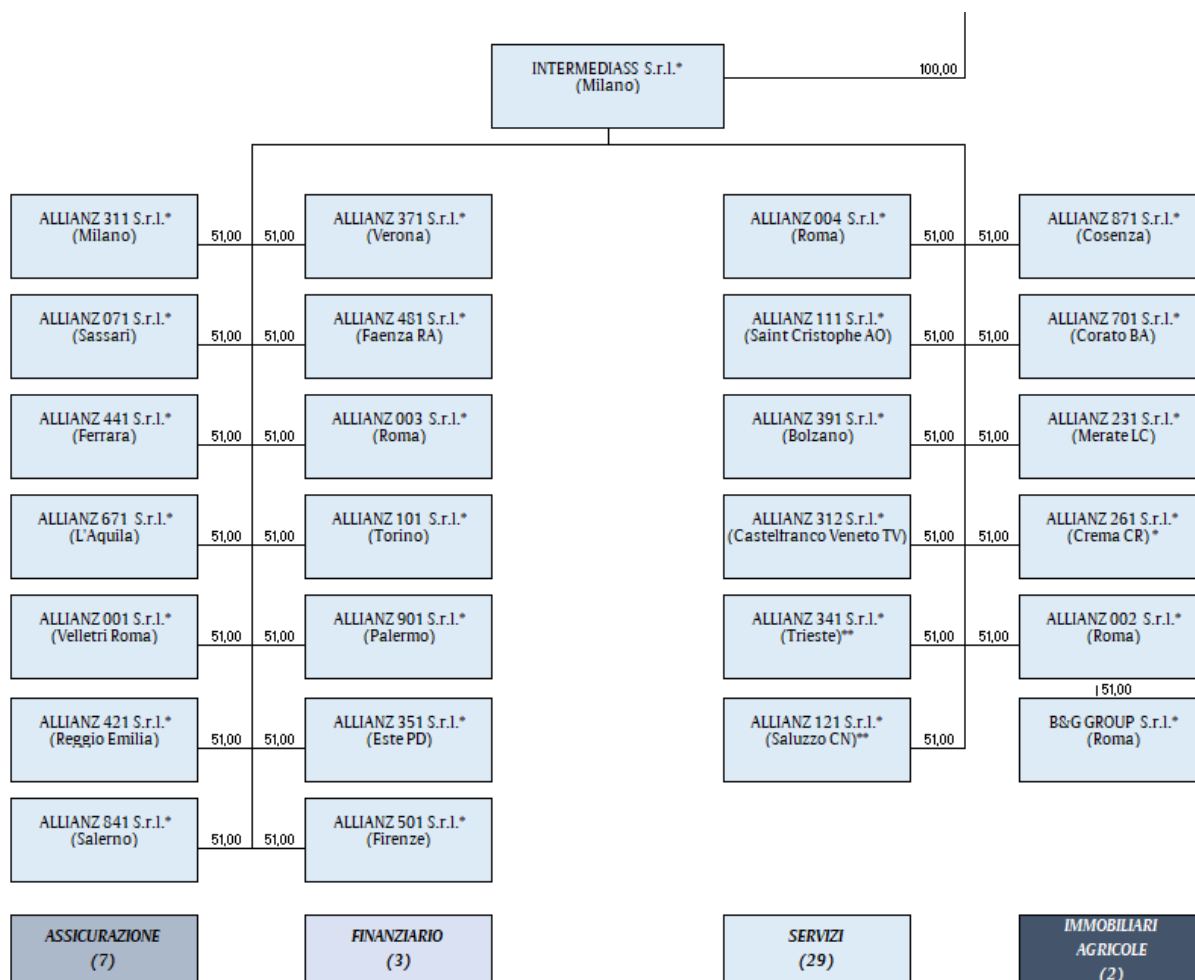 INTERMEDIASS S.r.l.*
(Milano)
100,00
ALLIANZ 311 S.r.l.*
(Milano)
51,00
51,00
ALLIANZ 371 S.r.l.*
(Verona)
ALLIANZ 004 S.r.l.*
(Roma)
51,00
51,00
ALLIANZ 871 S.r.l.*
(Cosenza)
ALLIANZ 071 S.r.l.*
(Sassari)
51,00
51,00
ALLIANZ 481 S.r.l.*
(Faenza RA)
ALLIANZ 111 S.r.l.*
(Saint Cristophe AO)
51,00
51,00
ALLIANZ 701 S.r.l.*
(Corato BA)
ALLIANZ 441 S.r.l.*
(Ferrara)
51,00
51,00
ALLIANZ 003 S.r.l.*
(Roma)
ALLIANZ 391 S.r.l.*
(Bolzano)
51,00
51,00
ALLIANZ 231 S.r.l.*
(Merate LC)
ALLIANZ 671 S.r.l.*
(L'Aquila)
51,00
51,00
ALLIANZ 101 S.r.l.*
(Torino)
ALLIANZ 312 S.r.l.*
(Castelfranco Veneto TV)
51,00
51,00
ALLIANZ 261 S.r.l.*
(Crema CR) *
ALLIANZ 001 S.r.l.*
(Velletri Roma)
51,00
51,00
ALLIANZ 901 S.r.l.*
(Palermo)
ALLIANZ 341 S.r.l.*
(Trieste)**
51,00
51,00
ALLIANZ 002 S.r.l.*
(Roma)
51,00
ALLIANZ 421 S.r.l.*
(Reggio Emilia)
51,00
51,00
ALLIANZ 351 S.r.l.*
(Este PD)
ALLIANZ 121 S.r.l.*
(Saluzzo CN)**
51,00
B&G GROUP S.r.l.*
(Roma)
ALLIANZ 841 S.r.l.*
(Salerno)
51,00
51,00
ALLIANZ 501 S.r.l.*
(Firenze)
ASSICURAZIONE
(7)
FINANZIARIO
(3)
SERVIZI
(29)
IMMOBILIARI
AGRICOLE
(2)